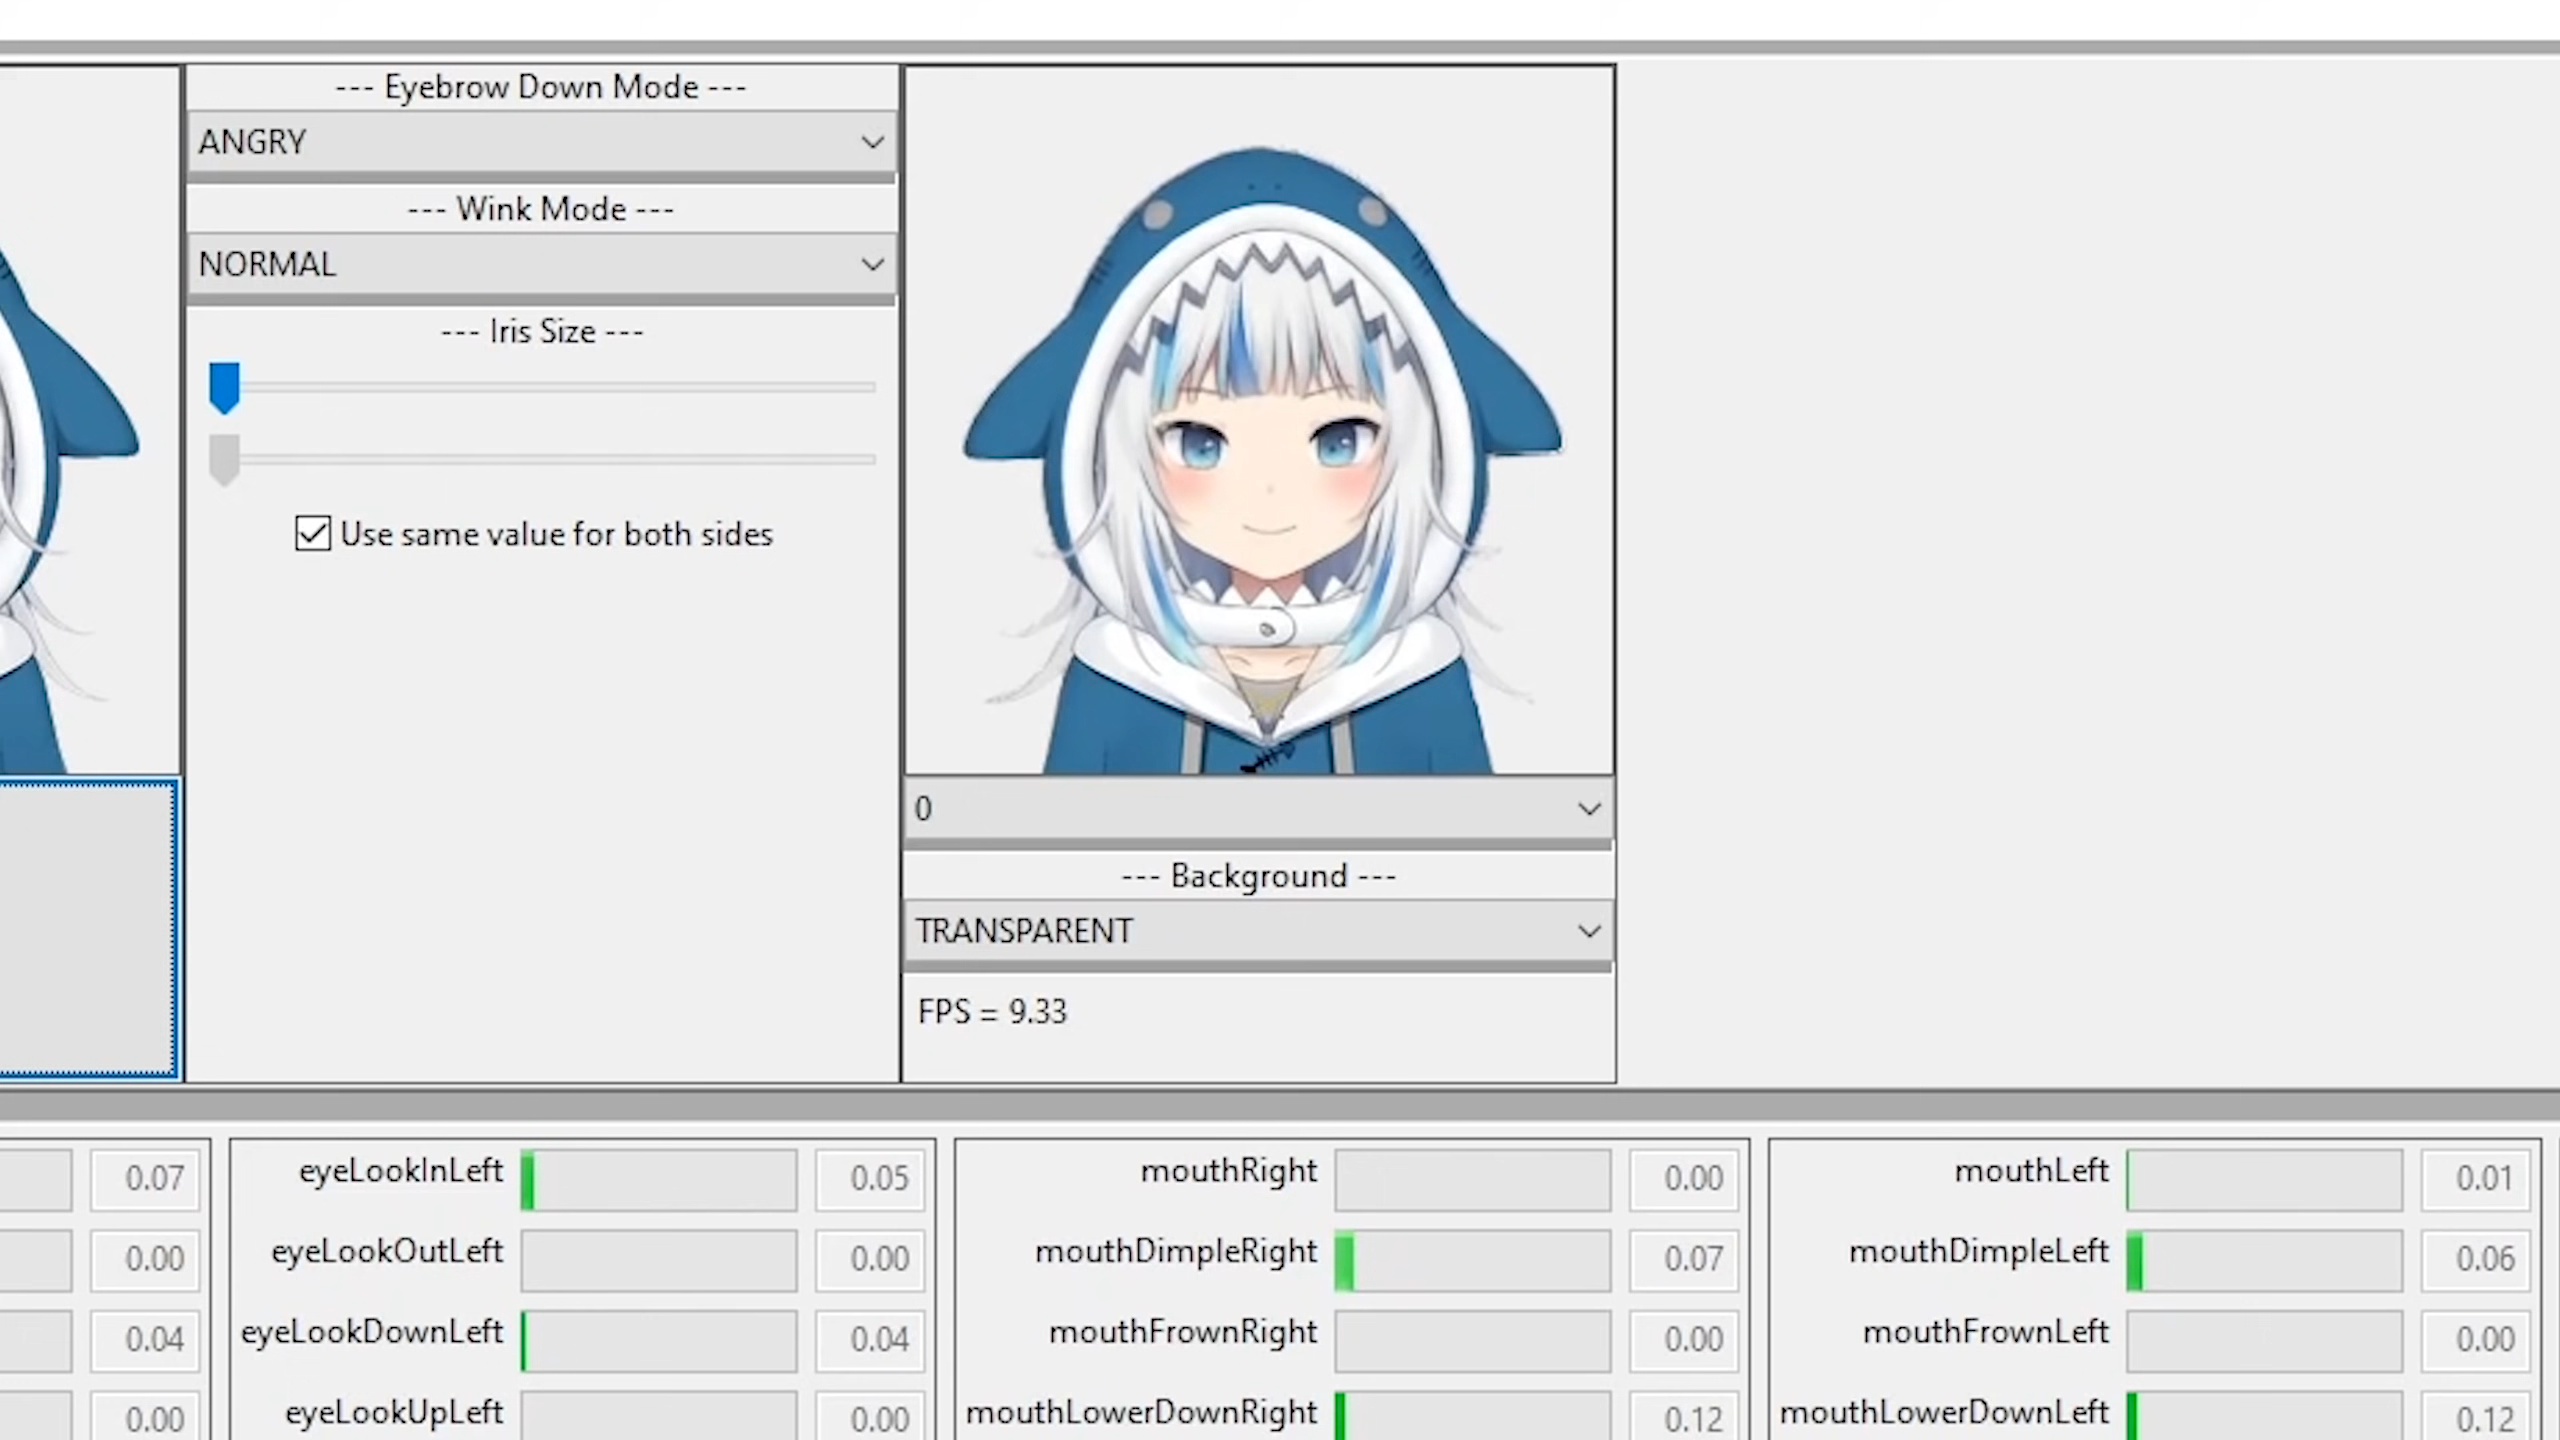 --- Eyebrow Down Mode ---
ANGRY
--- Wink Mode ---
NORMAL
--- Iris Size ---
Use same value for both sides
0
--- Background ---
TRANSPARENT
FPS = 9.33
0.07 eyeLookInLeft 0.05 mouthRight 0.00 mouthLeft 0.01
0.00 eyeLookOutLeft 0.00 mouthDimpleRight 0.07 mouthDimpleLeft 0.06
0.04 eyeLookDownLeft 0.04 mouthFrownRight 0.00 mouthFrownLeft 0.00
0.00 eyeLookUpLeft 0.00 mouthLowerDownRight 0.12 mouthLowerDownLeft 0.12